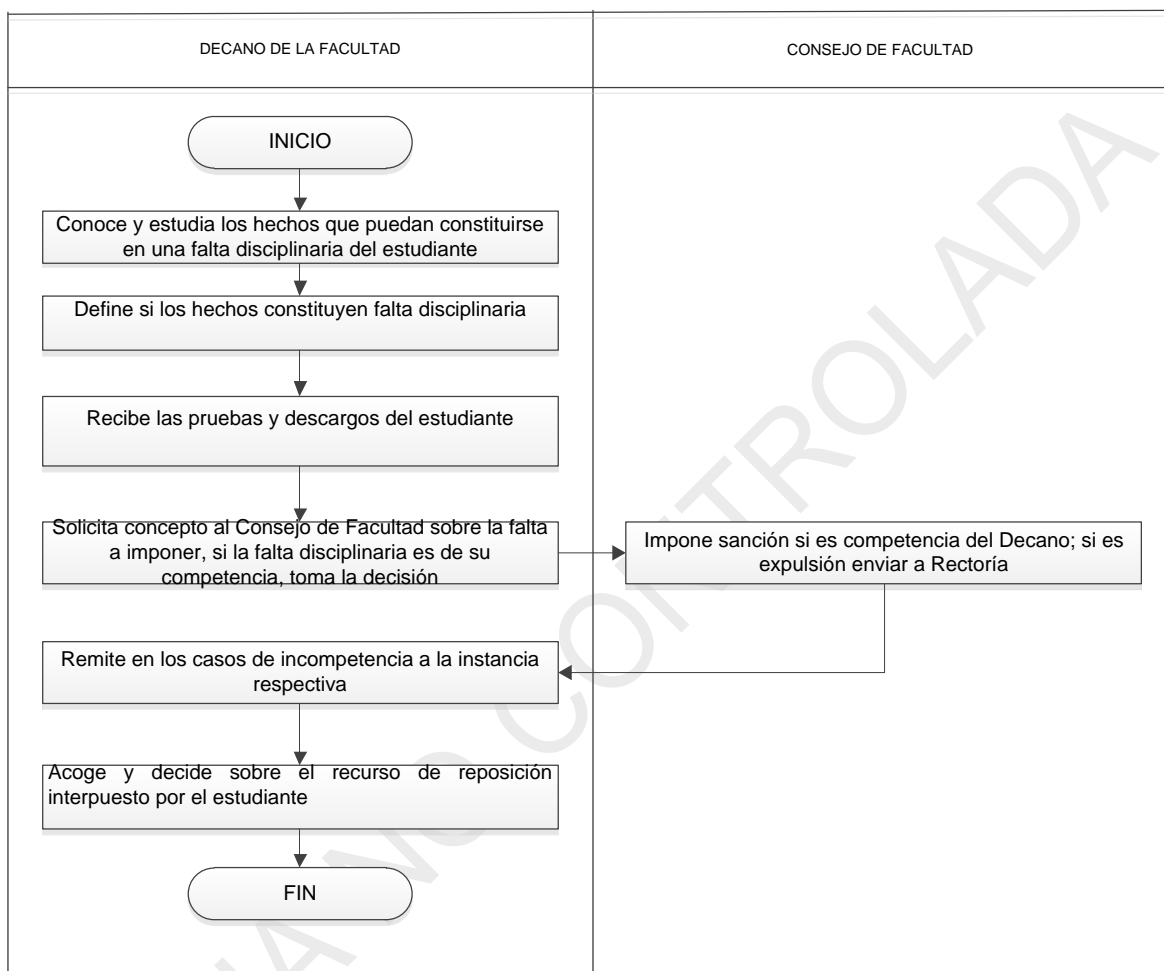 DECANO DE LA FACULTAD
CONSEJO DE FACULTAD
INICIO
Conoce y estudia los hechos que puedan constituirse
en una falta disciplinaria del estudiante
Define si los hechos constituyen falta disciplinaria
Recibe las pruebas y descargos del estudiante
Solicita concepto al Consejo de Facultad sobre la falta
a imponer, si la falta disciplinaria es de su
competencia, toma la decisión
Impone sanción si es competencia del Decano; si es
expulsión enviar a Rectoría
Remite en los casos de incompetencia a la instancia
respectiva
Acoge y decide sobre el recurso de reposición
interpuesto por el estudiante
FIN
NO CONTROLADA